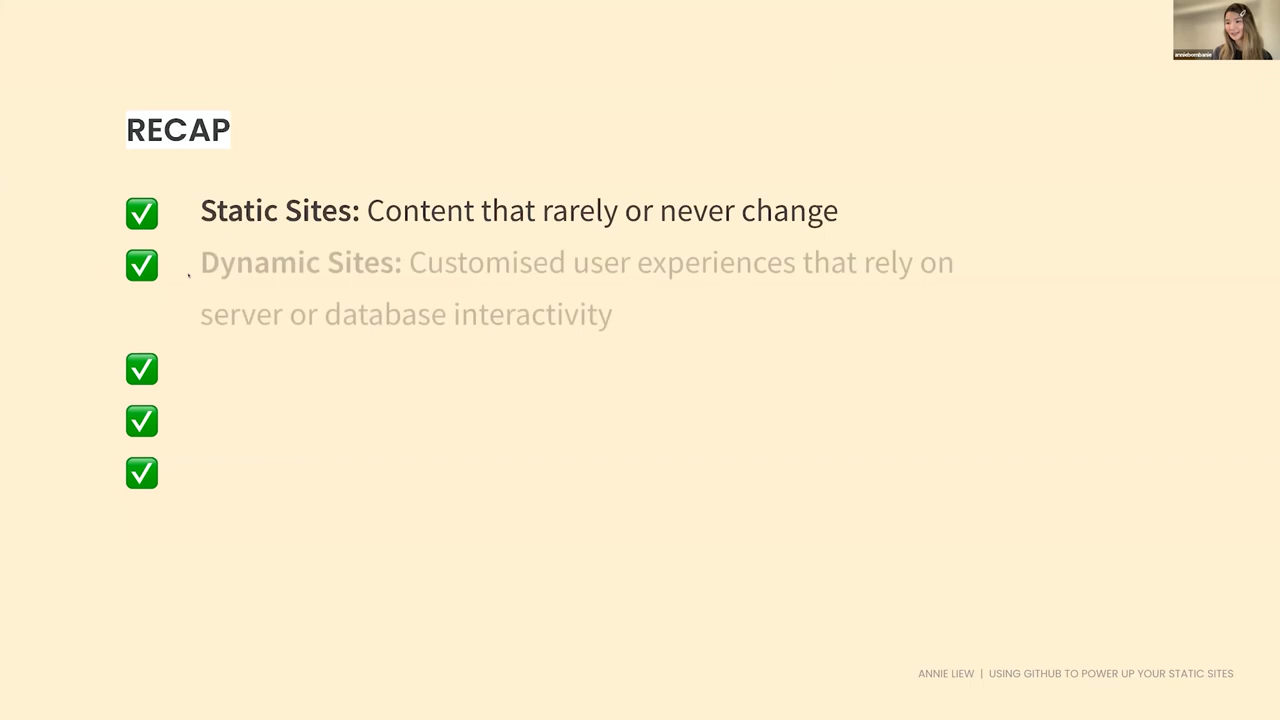 anniebombanie
RECAP
Static Sites: Content that rarely or never change
Dynamic Sites: Customised user experiences that rely on
server or database interactivity
ANNIE LIEW | USING GITHUB TO POWER UP YOUR STATIC SITES